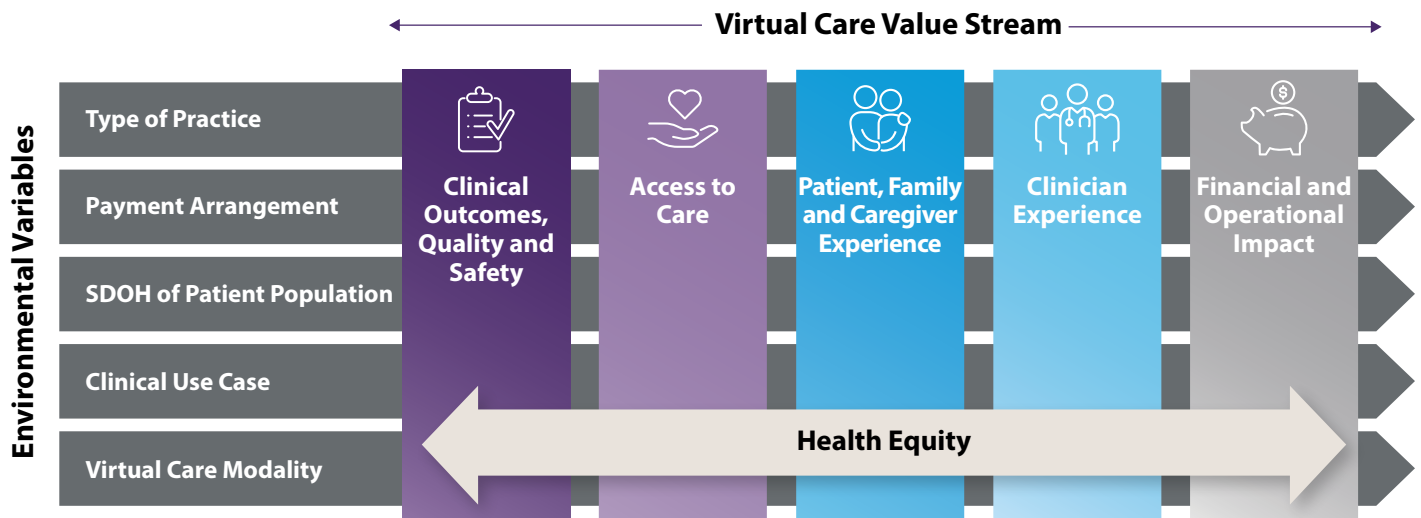 Virtual Care Value Stream
Environmental Variables
Type of Practice
Payment Arrangement
SDOH of Patient Population
Clinical Use Case
Virtual Care Modality
Clinical
Outcomes,
Quality and
Safety
Access to
Care
Patient, Family
and Caregiver
Experience
Clinician
Experience
$
Financial and
Operational
Impact
Health Equity